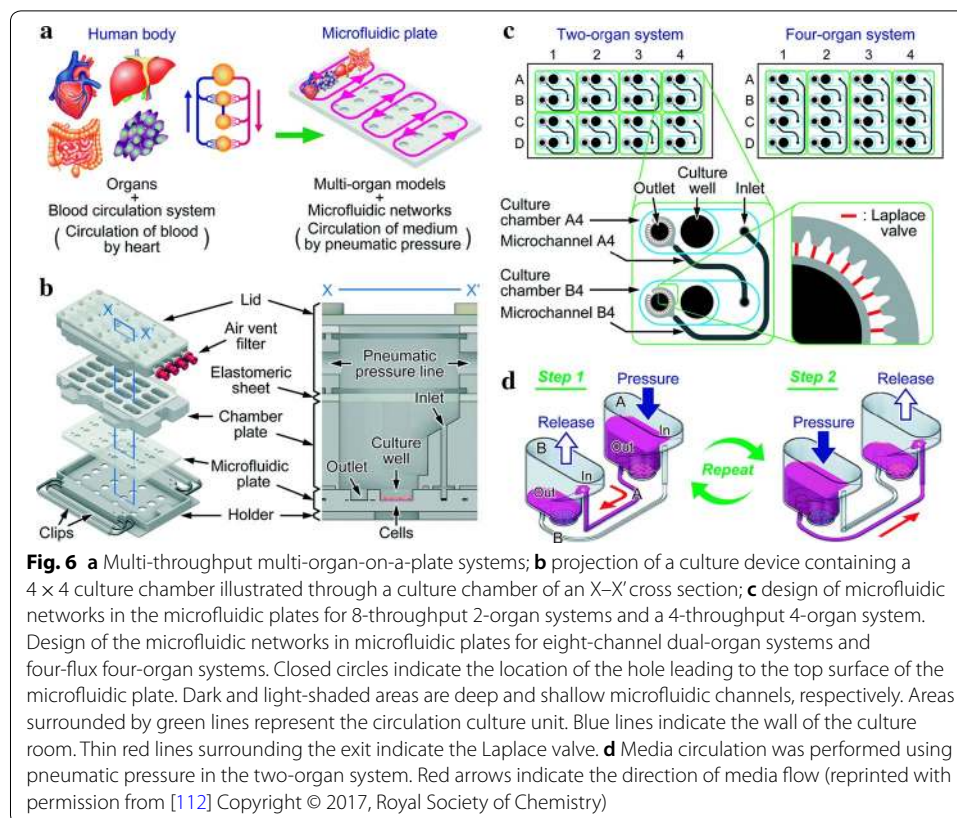 a
Human body
Microfluidic plate
Organs
+
Blood circulation system
( Circulation of blood
by heart )
Multi-organ models
+
Microfluidic networks
( Circulation of medium
by pneumatic pressure )
b
X
X'
Lid
Air vent
filter
Elastomeric
sheet
Chamber
plate
Microfluidic
plate
Clips
Holder
X X'
Pneumatic
pressure line
Inlet
Culture
well
Outlet
Cells
c
Two-organ system
1 2 3 4
A
B
C
D
Four-organ system
1 2 3 4
A
B
C
D
Outlet
Culture
well
Inlet
Culture
chamber A4
Microchannel A4
Culture
chamber B4
Microchannel B4
: Laplace
valve
d
Step 1
Pressure
Release
A
In
Out
B
In
Out
A
B
Repeat
Step 2
Release
Pressure
Fig. 6 a Multi-throughput multi-organ-on-a-plate systems; b projection of a culture device containing a
4 × 4 culture chamber illustrated through a culture chamber of an X–X′ cross section; c design of microfluidic
networks in the microfluidic plates for 8-throughput 2-organ systems and a 4-throughput 4-organ system.
Design of the microfluidic networks in microfluidic plates for eight-channel dual-organ systems and
four-flux four-organ systems. Closed circles indicate the location of the hole leading to the top surface of the
microfluidic plate. Dark and light-shaded areas are deep and shallow microfluidic channels, respectively. Areas
surrounded by green lines represent the circulation culture unit. Blue lines indicate the wall of the culture
room. Thin red lines surrounding the exit indicate the Laplace valve. d Media circulation was performed using
pneumatic pressure in the two-organ system. Red arrows indicate the direction of media flow (reprinted with
permission from [112] Copyright © 2017, Royal Society of Chemistry)